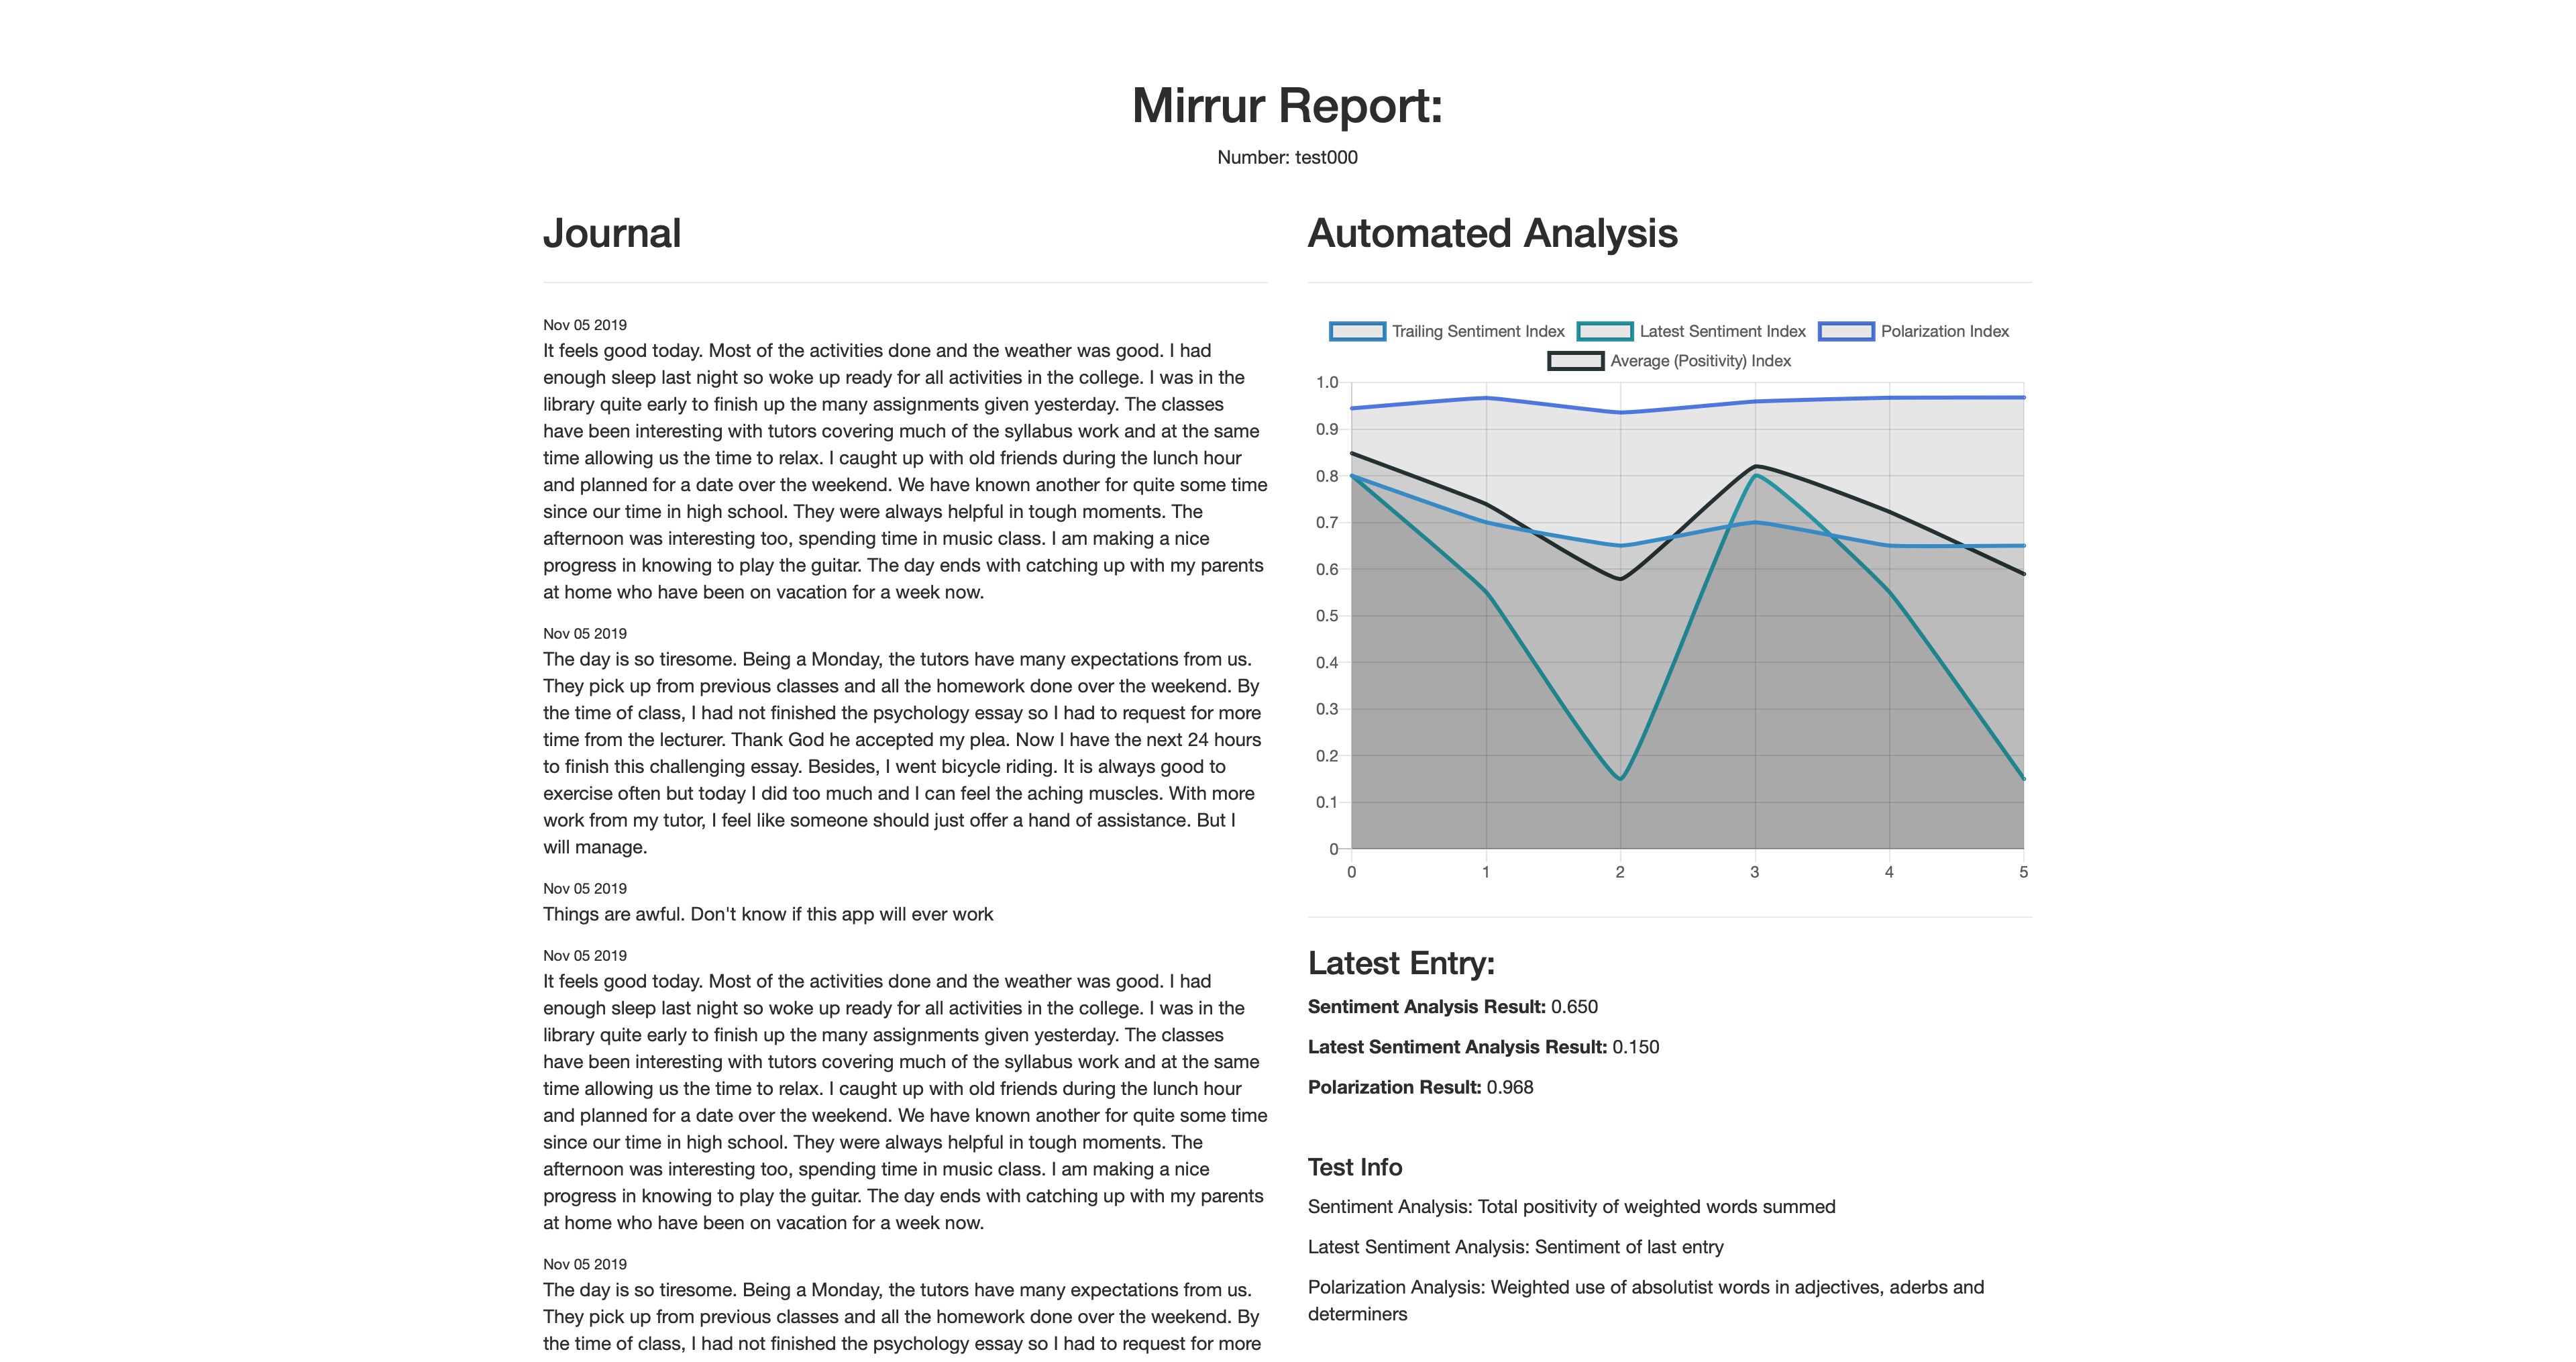 Mirrur Report:
Number: test000
Journal
Nov 05 2019
It feels good today. Most of the activities done and the weather was good. I had
enough sleep last night so woke up ready for all activities in the college. I was in the
library quite early to finish up the many assignments given yesterday. The classes
have been interesting with tutors covering much of the syllabus work and at the same
time allowing us the time to relax. I caught up with old friends during the lunch hour
and planned for a date over the weekend. We have known another for quite some time
since our time in high school. They were always helpful in tough moments. The
afternoon was interesting too, spending time in music class. I am making a nice
progress in knowing to play the guitar. The day ends with catching up with my parents
at home who have been on vacation for a week now.
Nov 05 2019
The day is so tiresome. Being a Monday, the tutors have many expectations from us.
They pick up from previous classes and all the homework done over the weekend. By
the time of class, I had not finished the psychology essay so I had to request for more
time from the lecturer. Thank God he accepted my plea. Now I have the next 24 hours
to finish this challenging essay. Besides, I went bicycle riding. It is always good to
exercise often but today I did too much and I can feel the aching muscles. With more
work from my tutor, I feel like someone should just offer a hand of assistance. But I
will manage.
Nov 05 2019
Things are awful. Don't know if this app will ever work
Nov 05 2019
It feels good today. Most of the activities done and the weather was good. I had
enough sleep last night so woke up ready for all activities in the college. I was in the
library quite early to finish up the many assignments given yesterday. The classes
have been interesting with tutors covering much of the syllabus work and at the same
time allowing us the time to relax. I caught up with old friends during the lunch hour
and planned for a date over the weekend. We have known another for quite some time
since our time in high school. They were always helpful in tough moments. The
afternoon was interesting too, spending time in music class. I am making a nice
progress in knowing to play the guitar. The day ends with catching up with my parents
at home who have been on vacation for a week now.
Nov 05 2019
The day is so tiresome. Being a Monday, the tutors have many expectations from us.
They pick up from previous classes and all the homework done over the weekend. By
the time of class, I had not finished the psychology essay so I had to request for more
Automated Analysis
Trailing Sentiment Index Latest Sentiment Index Polarization Index
Average (Positivity) Index
1.0
0.9
0.8
0.7
0.6
0.5
0.4
0.3
0.2
0.1
0
0 1 2 3 4 5
Latest Entry:
Sentiment Analysis Result: 0.650
Latest Sentiment Analysis Result: 0.150
Polarization Result: 0.968
Test Info
Sentiment Analysis: Total positivity of weighted words summed
Latest Sentiment Analysis: Sentiment of last entry
Polarization Analysis: Weighted use of absolutist words in adjectives, aderbs and
determiners